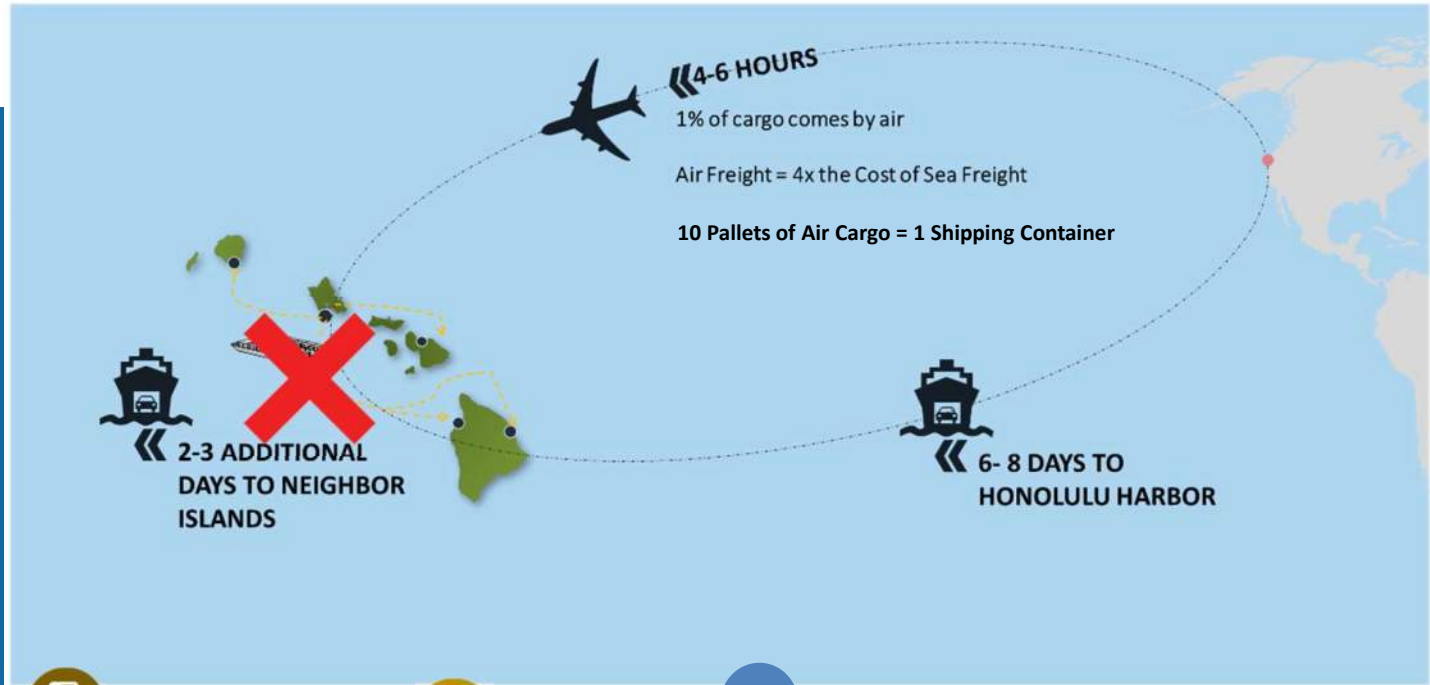 4-6 HOURS
1% of cargo comes by air
Air Freight = 4x the Cost of Sea Freight
10 Pallets of Air Cargo = 1 Shipping Container
2-3 ADDITIONAL
DAYS TO NEIGHBOR
ISLANDS
6- 8 DAYS TO
HONOLULU HARBOR